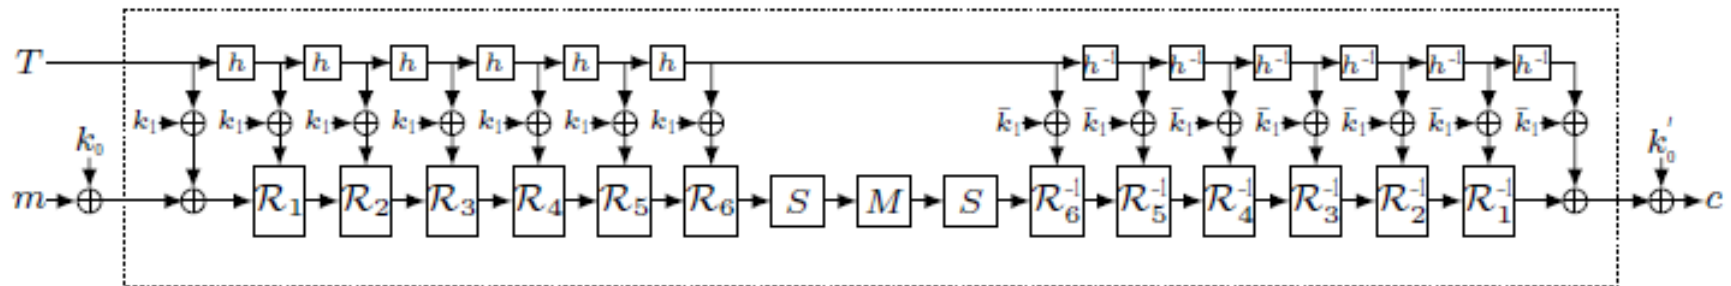 T h h h h h h h⁻¹ h⁻¹ h⁻¹ h⁻¹ h⁻¹ h⁻¹
k₁ k₁ k₁ k₁ k₁ k₁ k₁ k̄₁ k̄₁ k̄₁ k̄₁ k̄₁ k̄₁ k̄₁
k₀ k₀′
m R₁ R₂ R₃ R₄ R₅ R₆ S M S R₆⁻¹ R₅⁻¹ R₄⁻¹ R₃⁻¹ R₂⁻¹ R₁⁻¹ c